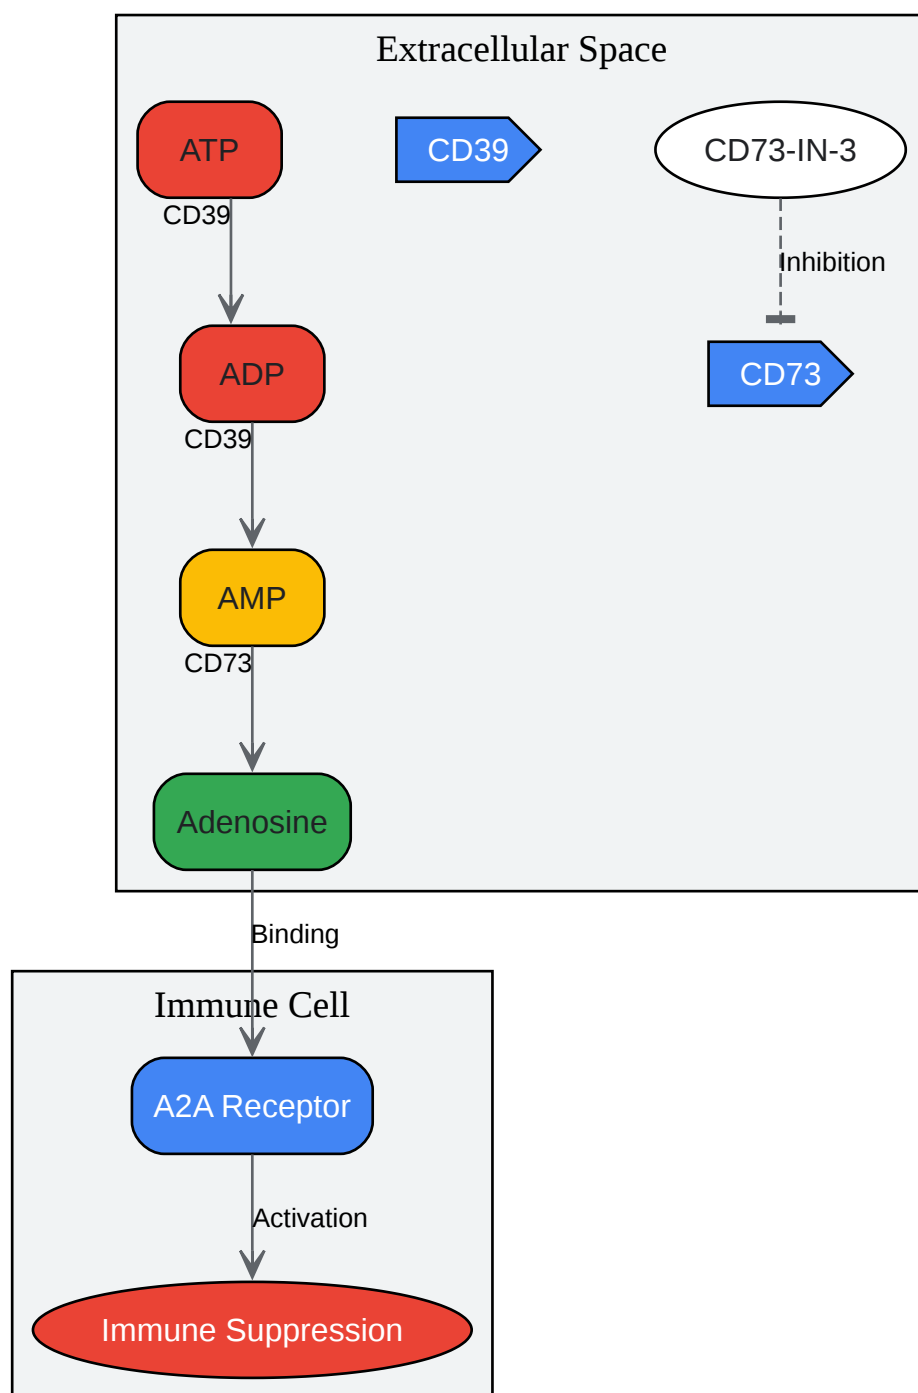 Extracellular Space
ATP
CD39
CD73-IN-3
CD39
Inhibition
ADP
CD73
CD39
AMP
CD73
Adenosine
Binding
Immune Cell
A2A Receptor
Activation
Immune Suppression